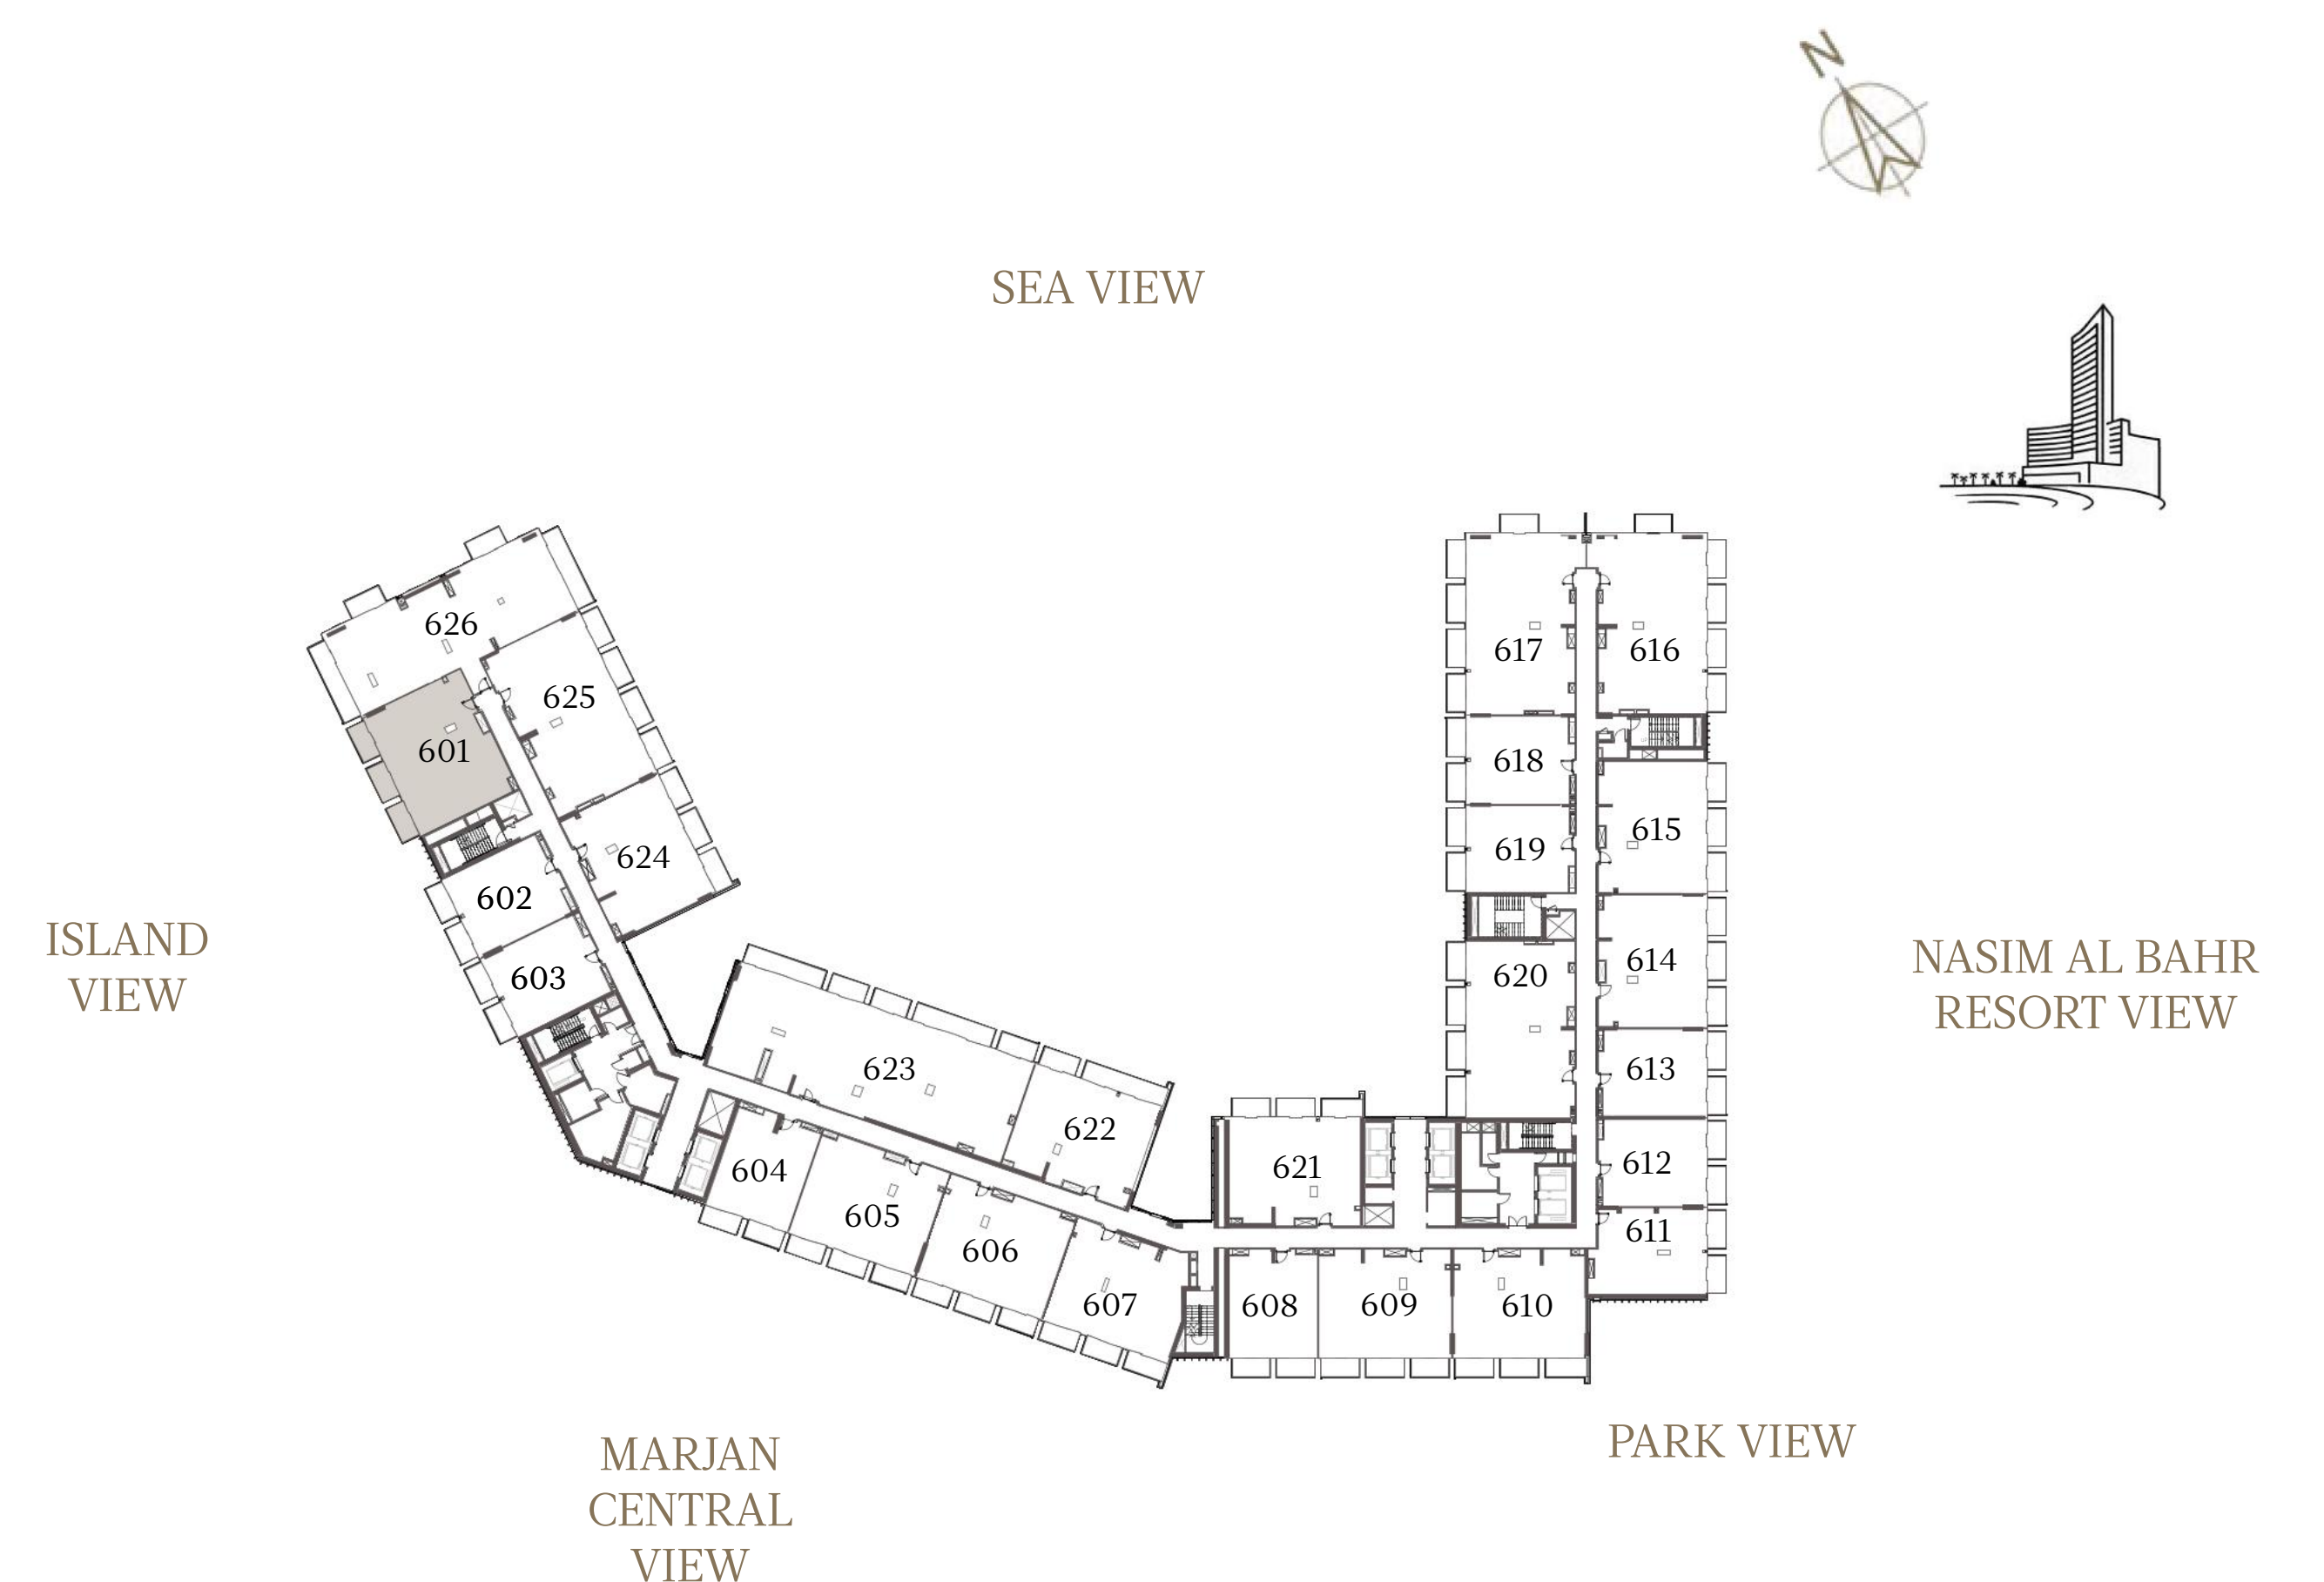 N
SEA VIEW
626
625
601
624
602
603
617
616
618
615
619
620
614
613
612
611
623
622
621
604
605
606
607
608
609
610
ISLAND
VIEW
NASIM AL BAHR
RESORT VIEW
MARJAN
CENTRAL
VIEW
PARK VIEW